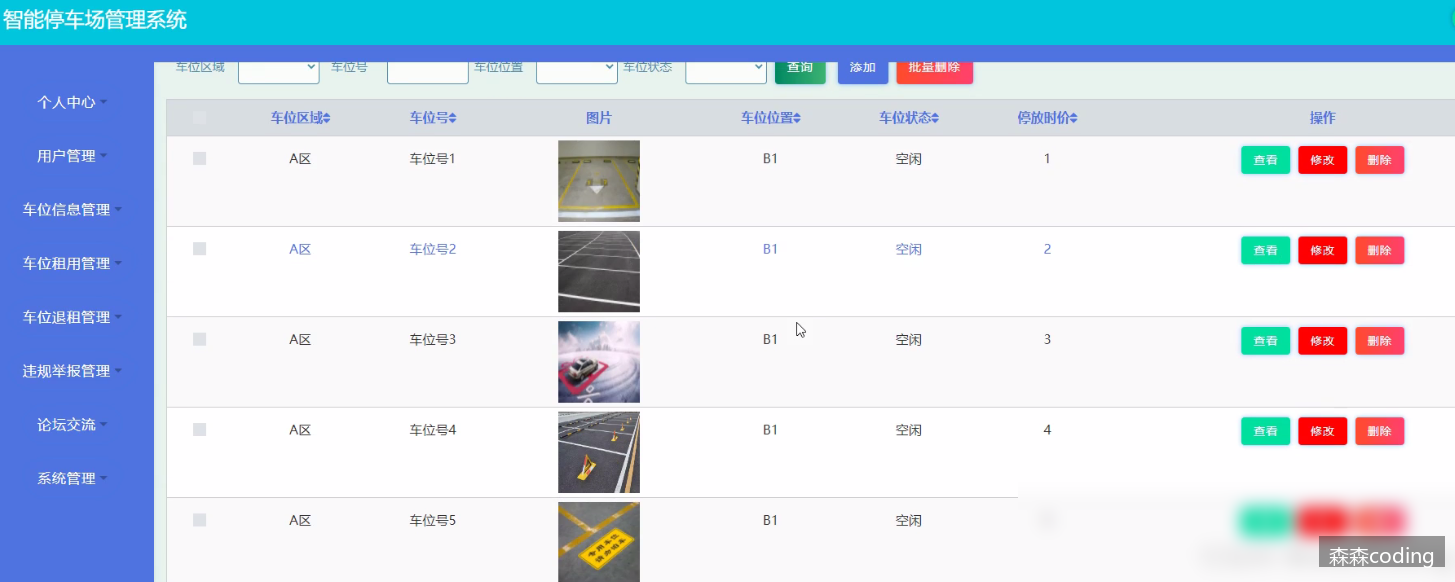 智能停车场管理系统
车位区域 车位号 车位位置 车位状态 查询 添加 批量删除
个人中心
用户管理
车位信息管理
车位租用管理
车位退租管理
违规举报管理
论坛交流
系统管理
车位区域 车位号 图片 车位位置 车位状态 停放时价 操作
A区 车位号1 B1 空闲 1 查看 修改 删除
A区 车位号2 B1 空闲 2 查看 修改 删除
A区 车位号3 B1 空闲 3 查看 修改 删除
A区 车位号4 B1 空闲 4 查看 修改 删除
A区 车位号5 B1 空闲
专用车位
请勿泊车
森森coding